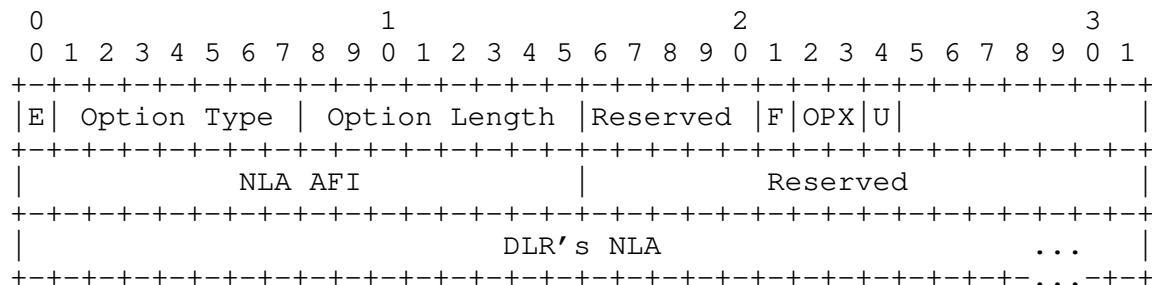 0                   1                   2                   3
 0 1 2 3 4 5 6 7 8 9 0 1 2 3 4 5 6 7 8 9 0 1 2 3 4 5 6 7 8 9 0 1
+-+-+-+-+-+-+-+-+-+-+-+-+-+-+-+-+-+-+-+-+-+-+-+-+-+-+-+-+-+-+-+-+
|E| Option Type | Option Length |Reserved |F|OPX|U|             |
+-+-+-+-+-+-+-+-+-+-+-+-+-+-+-+-+-+-+-+-+-+-+-+-+-+-+-+-+-+-+-+-+
|            NLA AFI            |          Reserved             |
+-+-+-+-+-+-+-+-+-+-+-+-+-+-+-+-+-+-+-+-+-+-+-+-+-+-+-+-+-+-+-+-+
|                           DLR's NLA                     ...   |
+-+-+-+-+-+-+-+-+-+-+-+-+-+-+-+-+-+-+-+-+-+-+-+-+-+-+-+-+-...-+-+